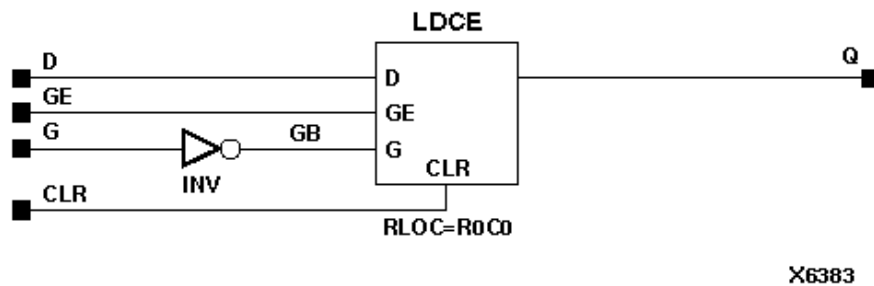 LDCE
D
Q
D
GE
GE
G
GB
G
INV
CLR
CLR
RLOC=R0C0
X6383